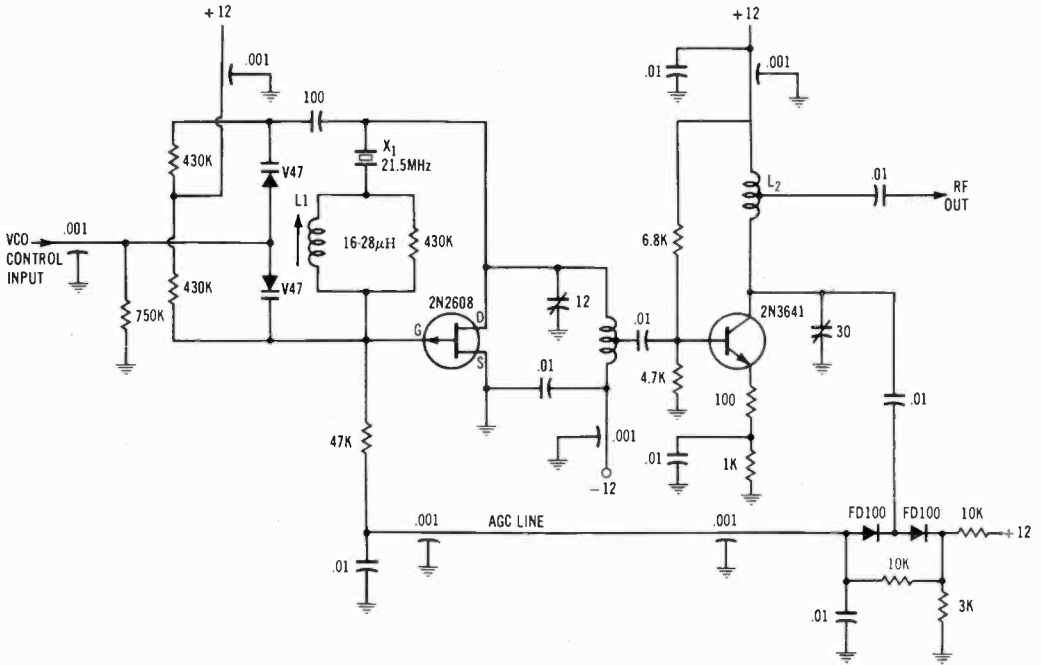 +12
.001
100
X1
21.5MHz
430K
V47
L1
16-28μH
430K
VCO
CONTROL
INPUT
.001
750K
430K
V47
2N2608
G
D
S
12
.01
.01
.001
-12
47K
.01
.001
AGC LINE
.001
+12
.01
.001
L2
.01
RF
OUT
6.8K
2N3641
30
4.7K
100
.01
1K
.01
FD100
FD100
10K
+12
10K
.01
3K